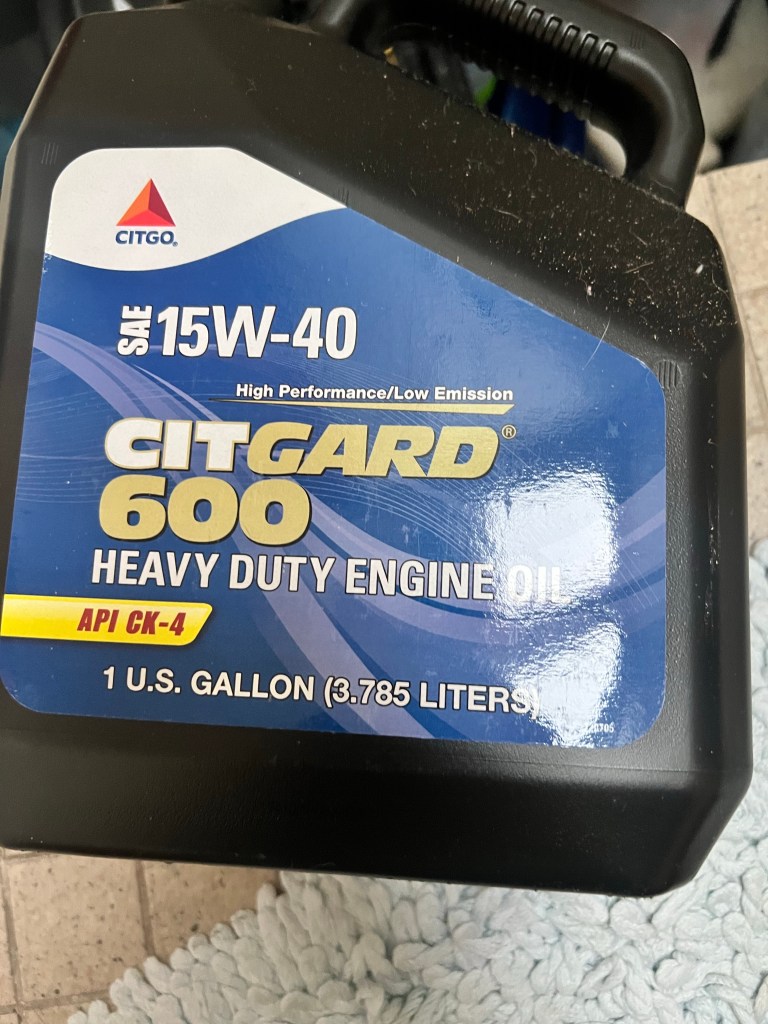 CITGO
SAE 15W-40
High Performance/Low Emission
CITGARD®
600
HEAVY DUTY ENGINE OIL
API CK-4
1 U.S. GALLON (3.785 LITERS)